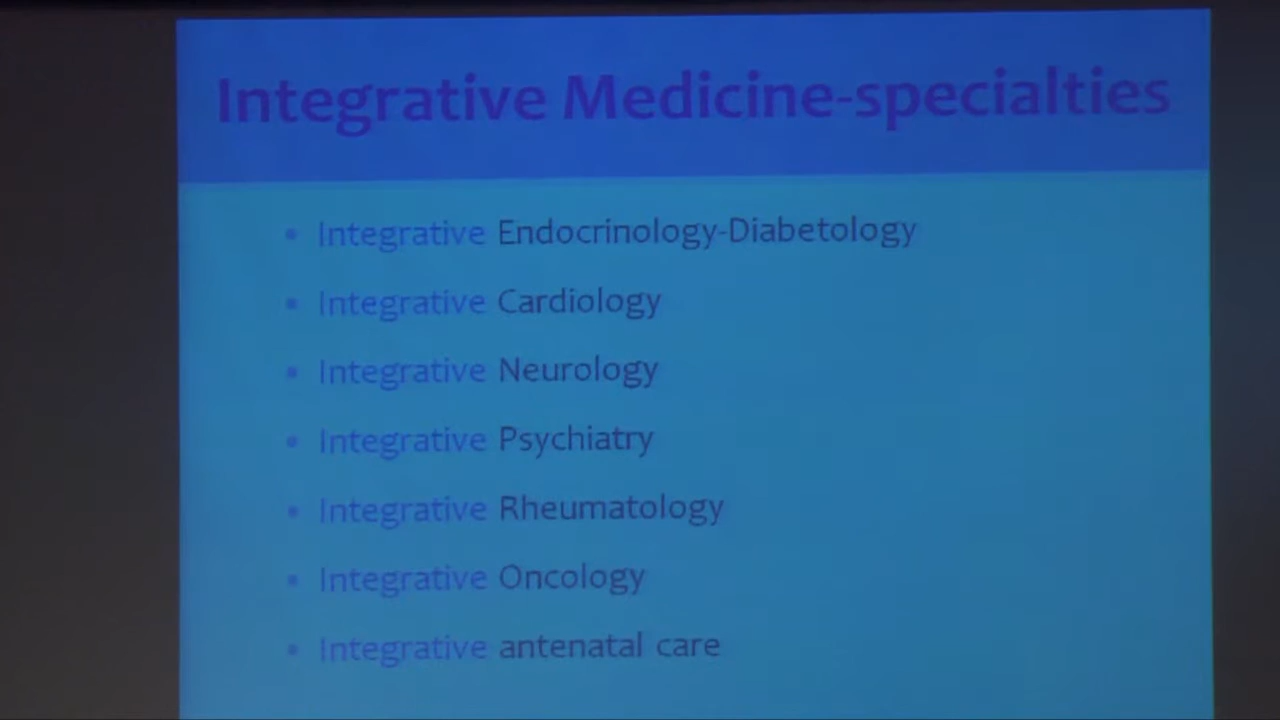 Integrative Medicine-specialties
• Integrative Endocrinology-Diabetology
• Integrative Cardiology
• Integrative Neurology
• Integrative Psychiatry
• Integrative Rheumatology
• Integrative Oncology
• Integrative antenatal care